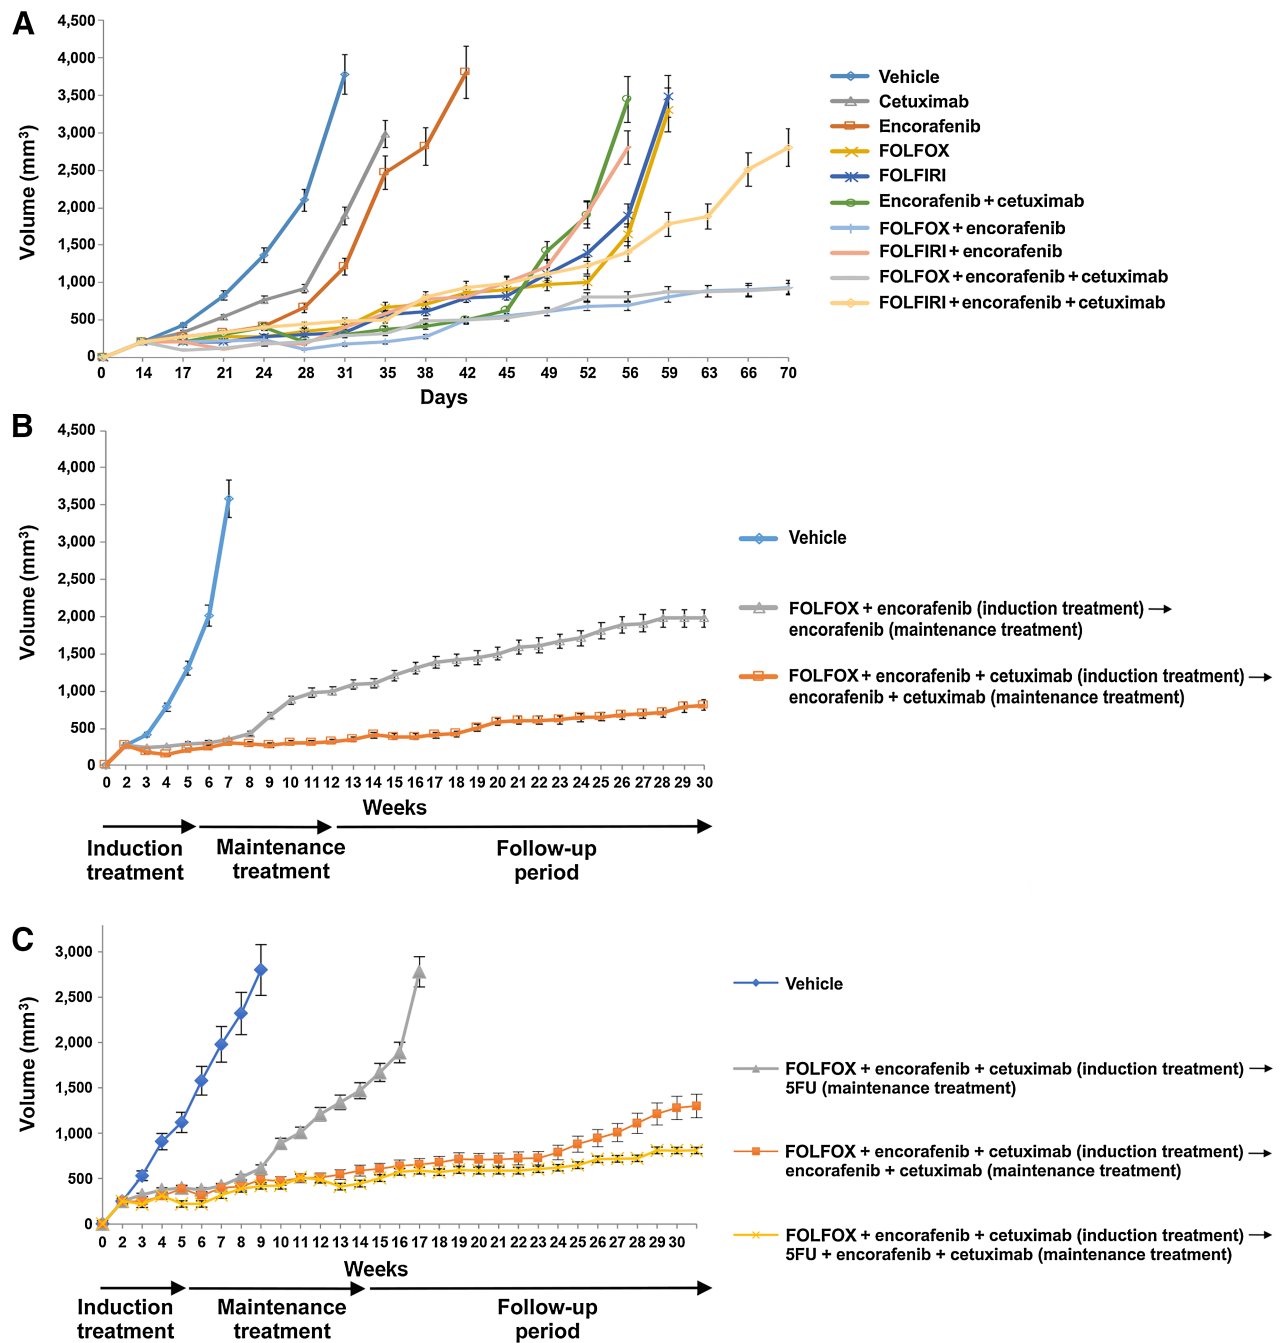 A
4,500
4,000
3,500
3,000
2,500
2,000
1,500
1,000
500
0
Volume (mm³)
0 14 17 21 24 28 31 35 38 42 45 49 52 56 59 63 66 70
Days
Vehicle
Cetuximab
Encorafenib
FOLFOX
FOLFIRI
Encorafenib + cetuximab
FOLFOX + encorafenib
FOLFIRI + encorafenib
FOLFOX + encorafenib + cetuximab
FOLFIRI + encorafenib + cetuximab
B
4,500
4,000
3,500
3,000
2,500
2,000
1,500
1,000
500
0
Volume (mm³)
0 2 3 4 5 6 7 8 9 10 11 12 13 14 15 16 17 18 19 20 21 22 23 24 25 26 27 28 29 30
Weeks
Induction
treatment
Maintenance
treatment
Follow-up
period
Vehicle
FOLFOX + encorafenib (induction treatment) →
encorafenib (maintenance treatment)
FOLFOX + encorafenib + cetuximab (induction treatment) →
encorafenib + cetuximab (maintenance treatment)
C
3,000
2,500
2,000
1,500
1,000
500
0
Volume (mm³)
0 2 3 4 5 6 7 8 9 10 11 12 13 14 15 16 17 18 19 20 21 22 23 24 25 26 27 28 29 30
Weeks
Induction
treatment
Maintenance
treatment
Follow-up
period
Vehicle
FOLFOX + encorafenib + cetuximab (induction treatment) →
5FU (maintenance treatment)
FOLFOX + encorafenib + cetuximab (induction treatment) →
encorafenib + cetuximab (maintenance treatment)
FOLFOX + encorafenib + cetuximab (induction treatment) →
5FU + encorafenib + cetuximab (maintenance treatment)